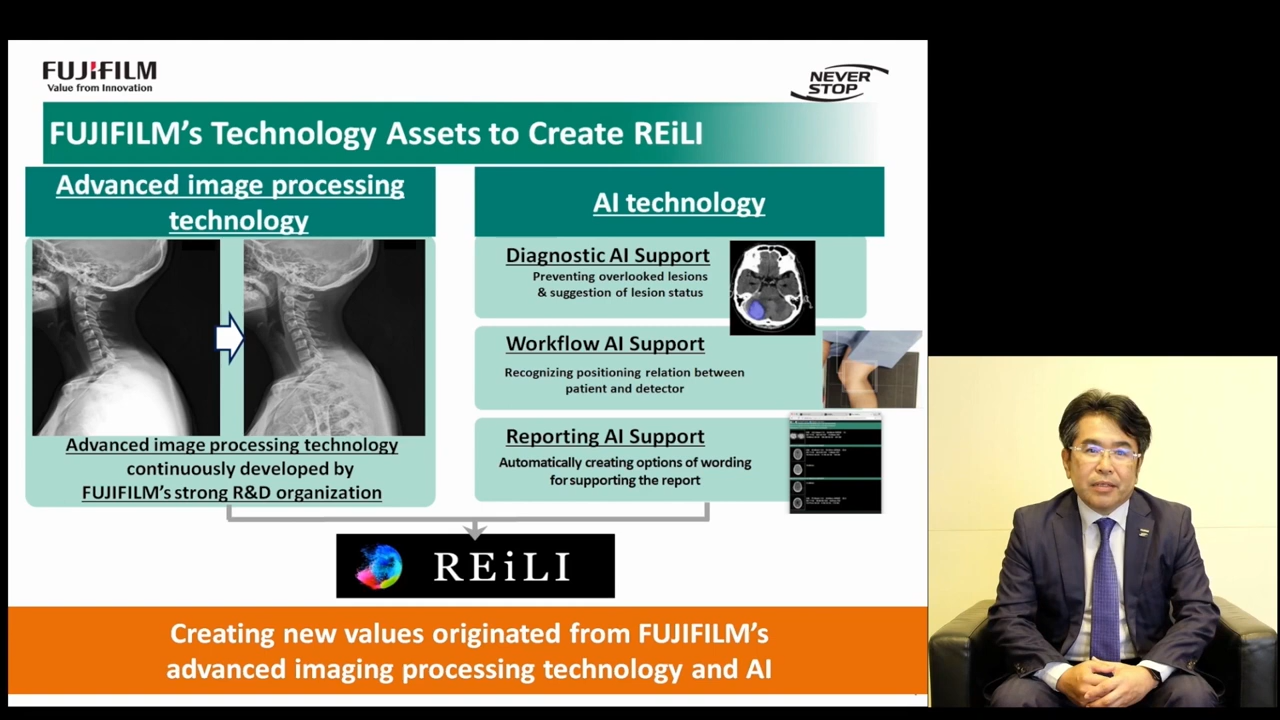 FUJIFILM
Value from Innovation
NEVER
STOP
FUJIFILM's Technology Assets to Create REiLI
Advanced image processing
technology
Advanced image processing technology
continuously developed by
FUJIFILM's strong R&D organization
AI technology
Diagnostic AI Support
Preventing overlooked lesions
& suggestion of lesion status
Workflow AI Support
Recognizing positioning relation between
patient and detector
Reporting AI Support
Automatically creating options of wording
for supporting the report
REiLI
Creating new values originated from FUJIFILM's
advanced imaging processing technology and AI